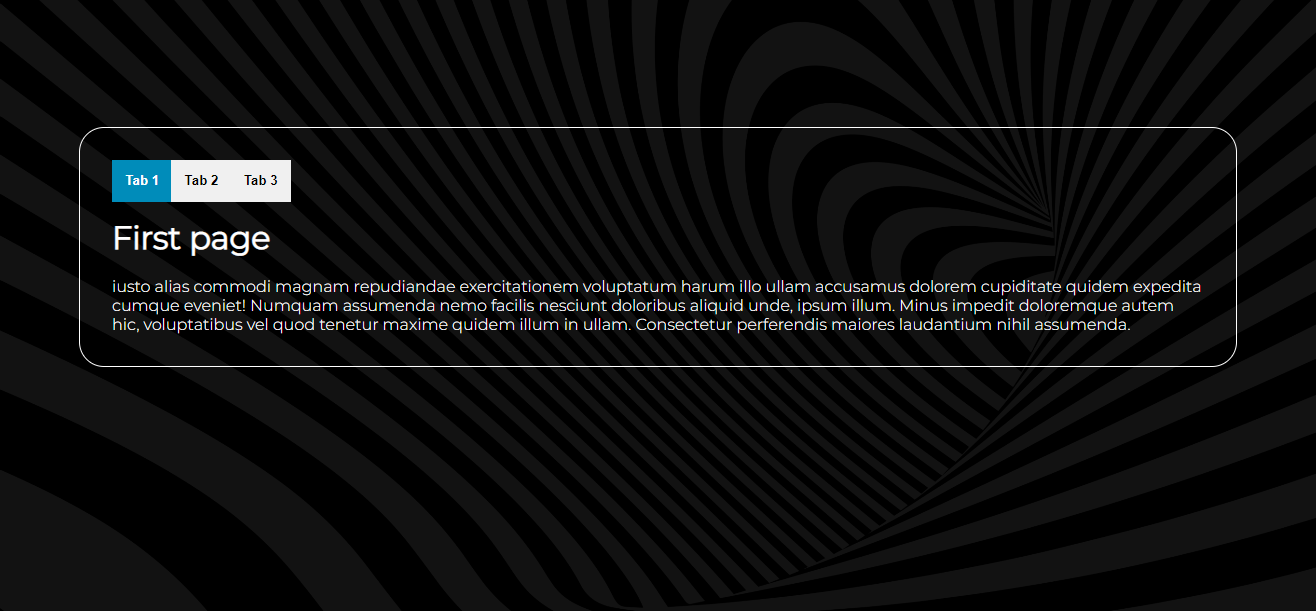 Tab 1 Tab 2 Tab 3
First page
iusto alias commodi magnam repudiandae exercitationem voluptatum harum illo ullam accusamus dolorem cupiditate quidem expedita
cumque eveniet! Numquam assumenda nemo facilis nesciunt doloribus aliquid unde, ipsum illum. Minus impedit doloremque autem
hic, voluptatibus vel quod tenetur maxime quidem illum in ullam. Consectetur perferendis maiores laudantium nihil assumenda.